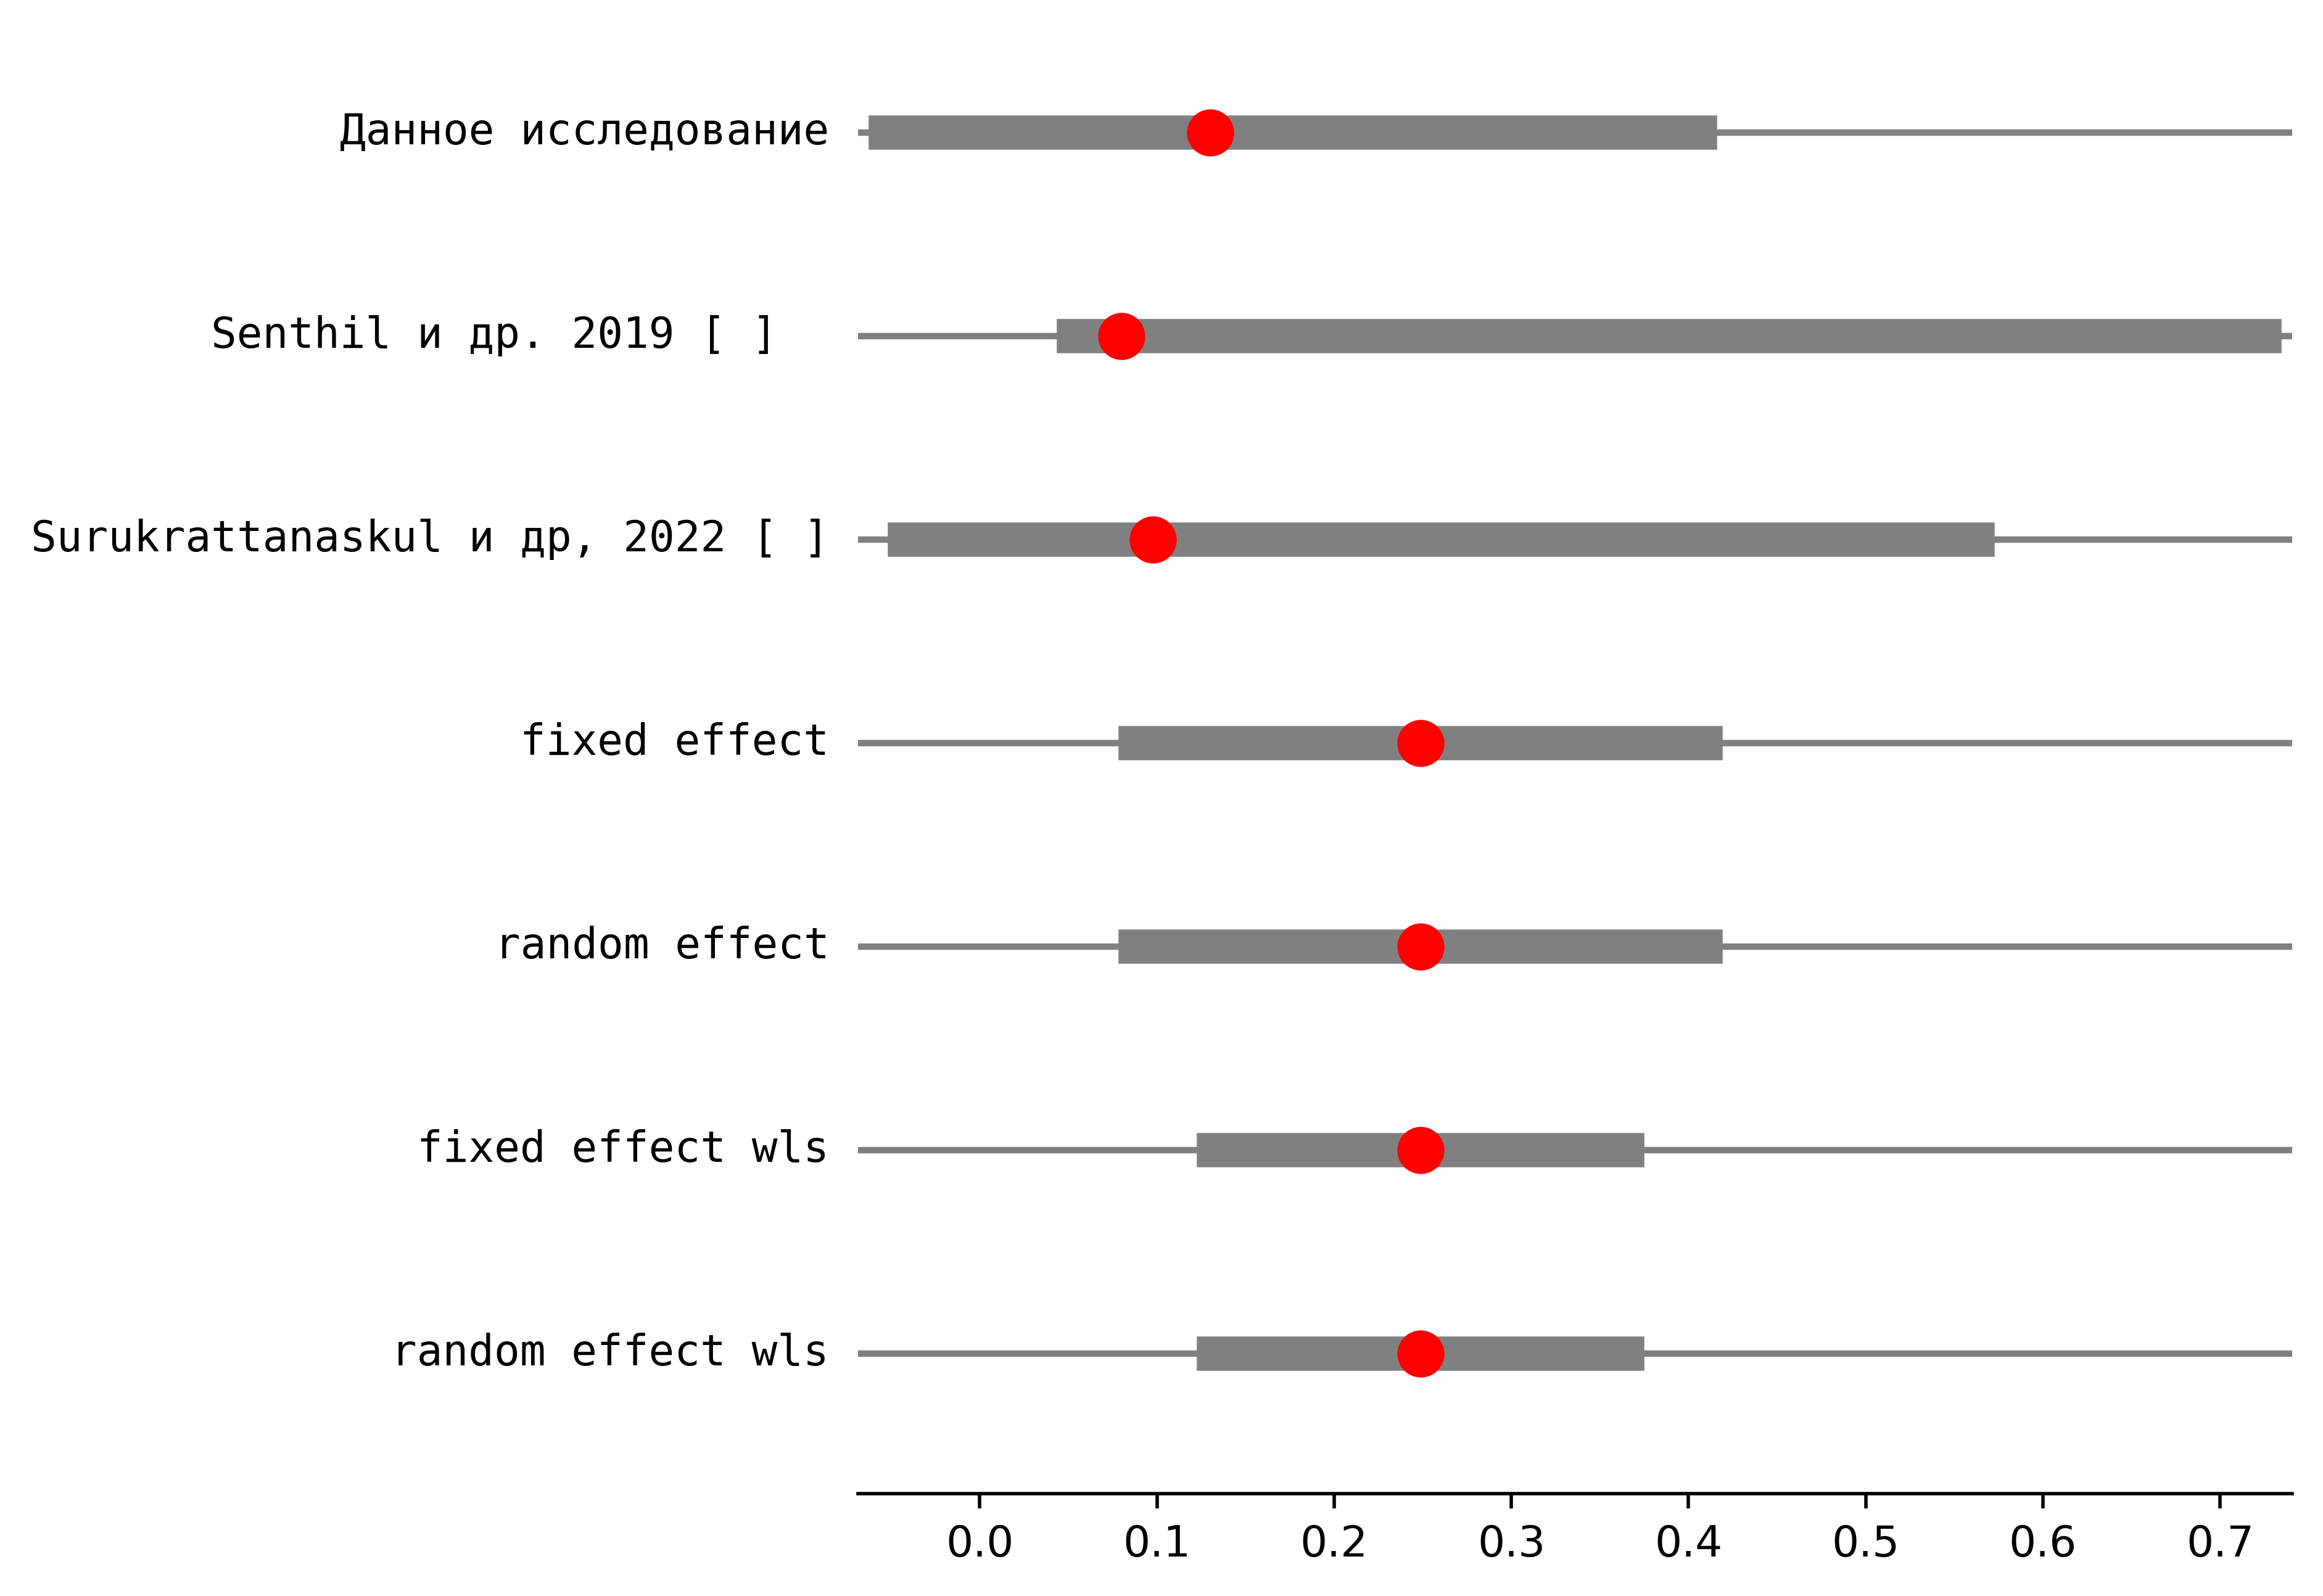 Данное исследование
Senthil и др. 2019 [ ]
Surukrattanaskul и др, 2022 [ ]
fixed effect
random effect
fixed effect wls
random effect wls
0.0 0.1 0.2 0.3 0.4 0.5 0.6 0.7